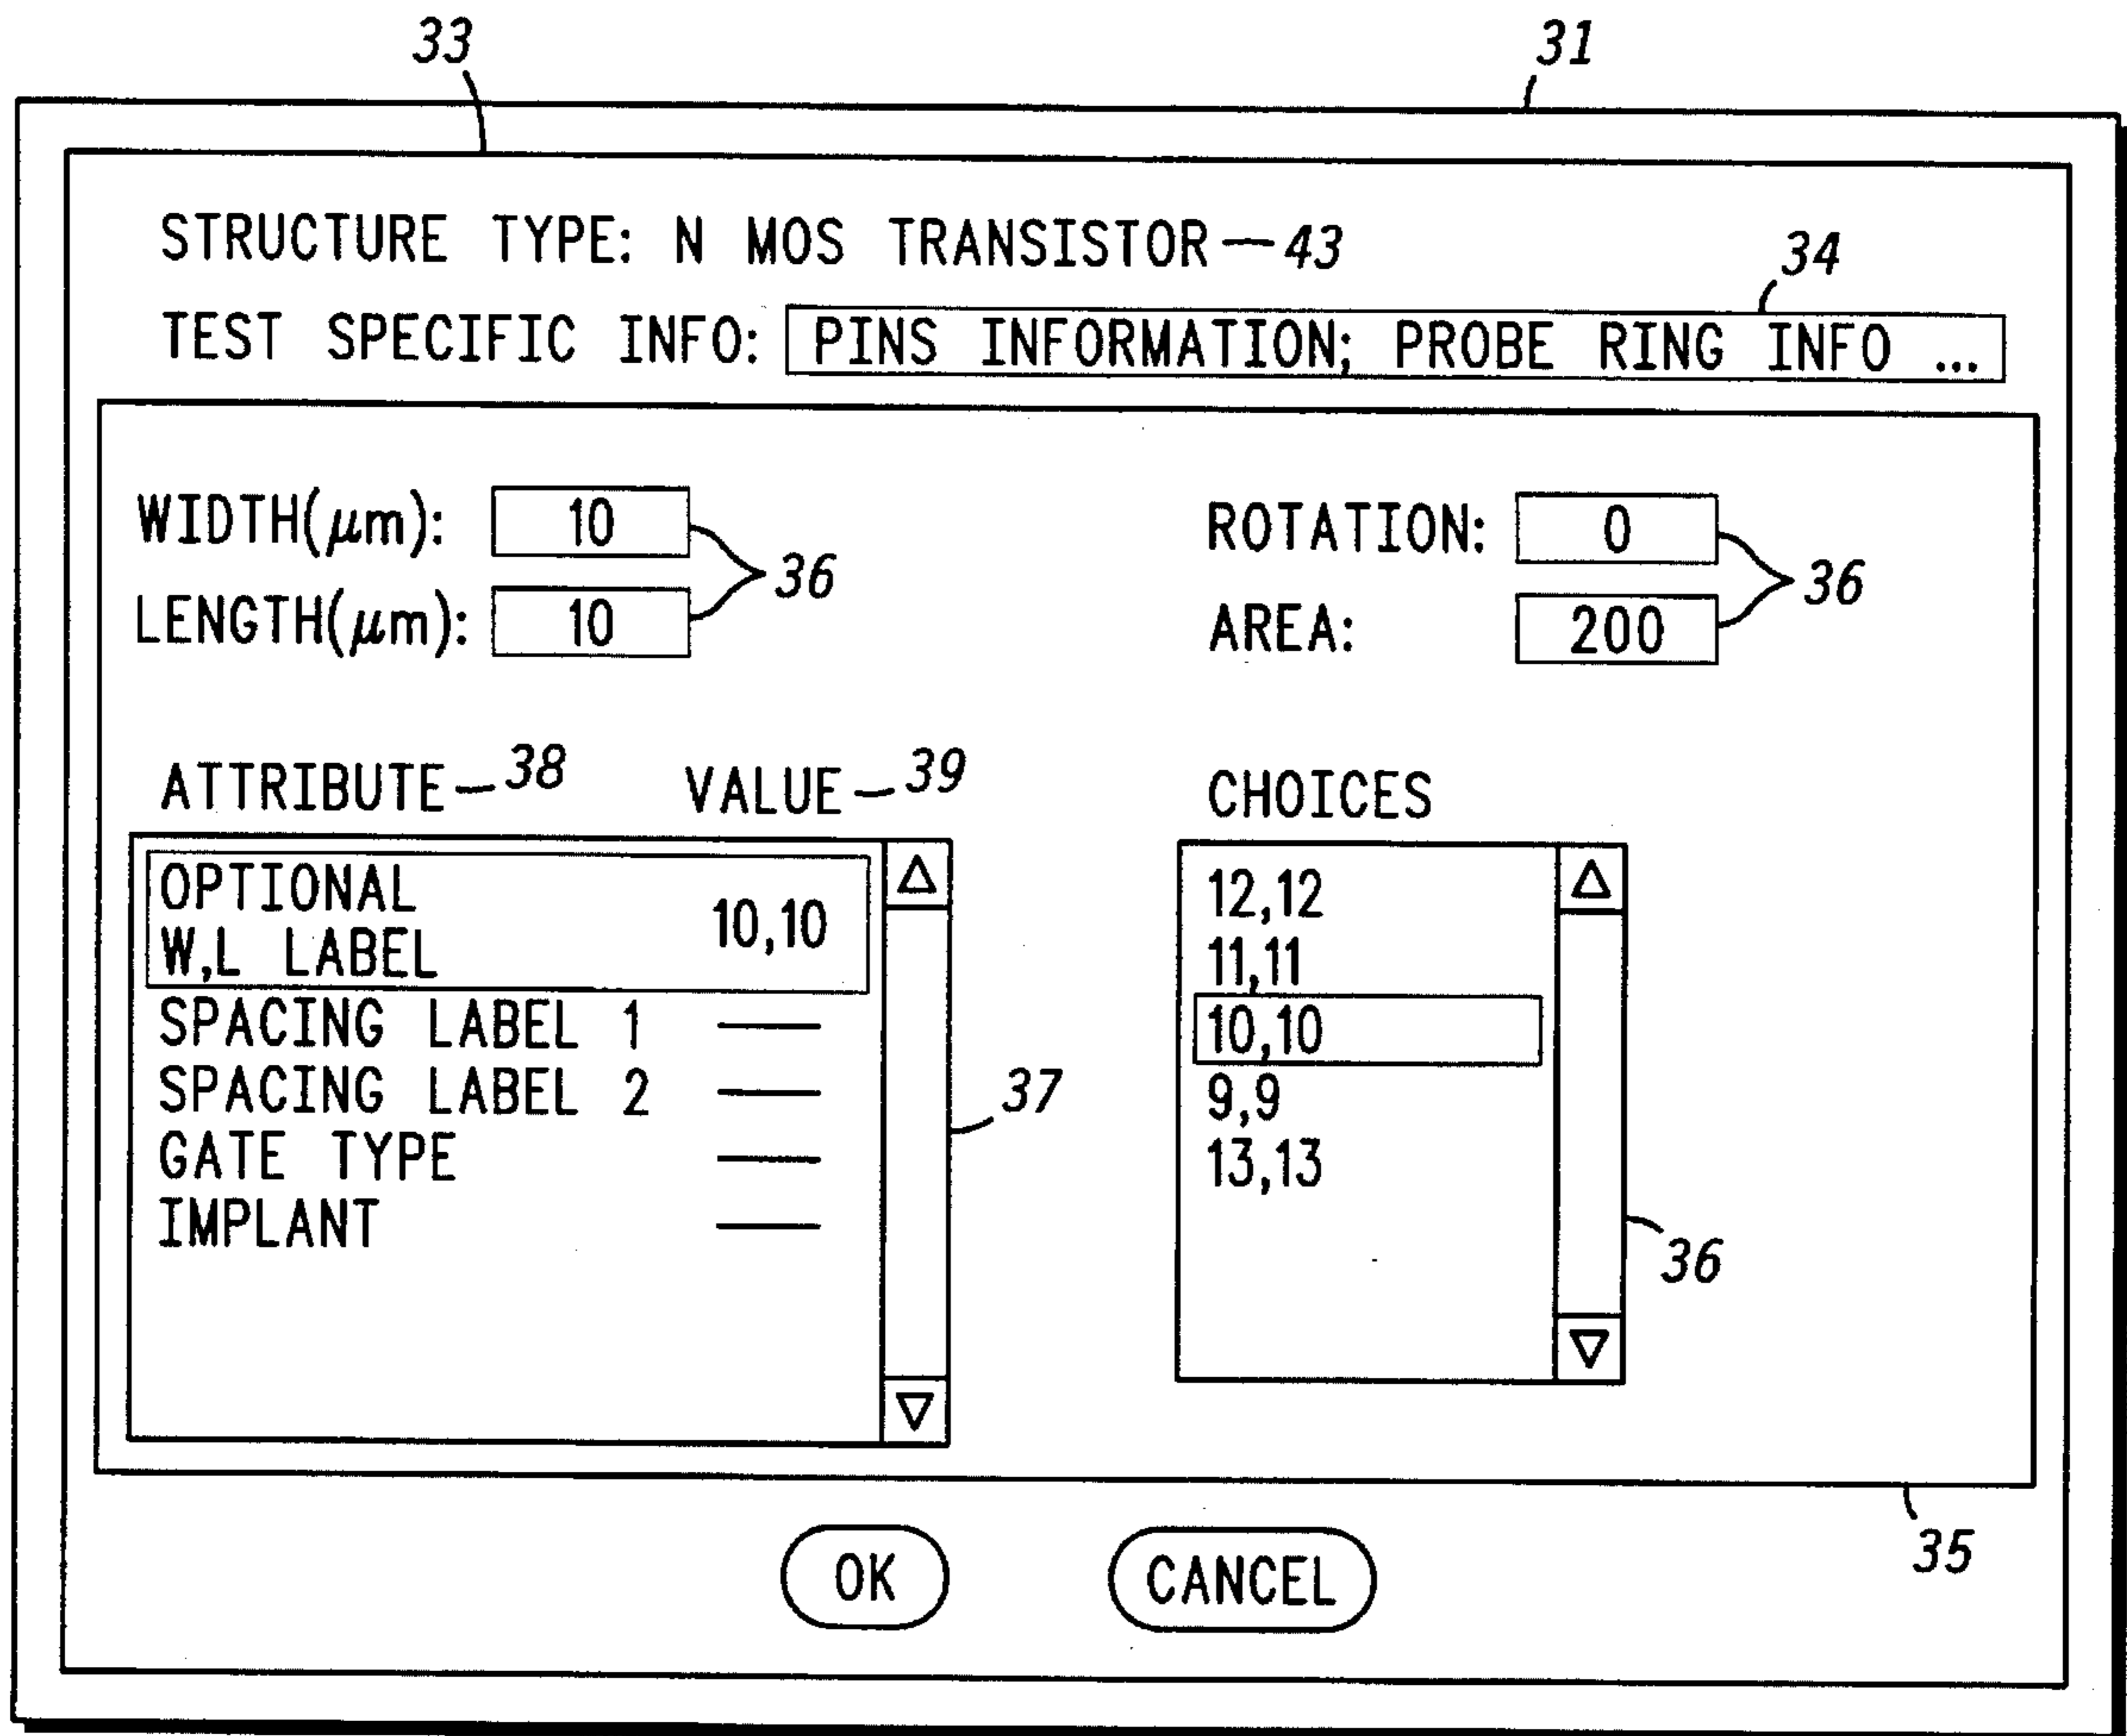 33 31
STRUCTURE TYPE: N MOS TRANSISTOR 43
34
TEST SPECIFIC INFO: PINS INFORMATION; PROBE RING INFO ...
WIDTH(μm): 10 ROTATION: 0
36 36
LENGTH(μm): 10 AREA: 200
ATTRIBUTE 38 VALUE 39 CHOICES
OPTIONAL
W,L LABEL 10,10
SPACING LABEL 1 ——
SPACING LABEL 2 ——
GATE TYPE ——
IMPLANT ——
37
12,12
11,11
10,10
9,9
13,13
36
35
OK CANCEL